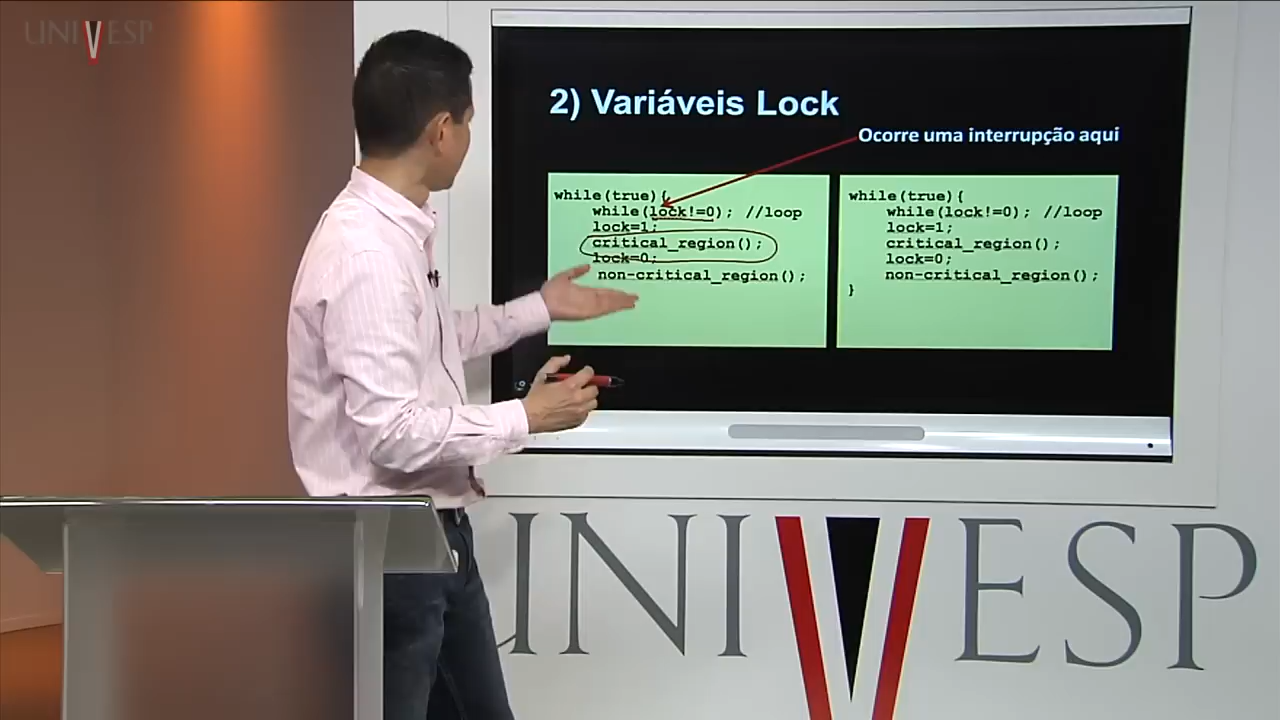 UNIVESP
2) Variáveis Lock
Ocorre uma interrupção aqui
while(true){
while(lock!=0); //loop
lock=1;
critical_region();
lock=0;
non-critical_region();
while(true){
while(lock!=0); //loop
lock=1;
critical_region();
lock=0;
non-critical_region();
}
UNIVESP